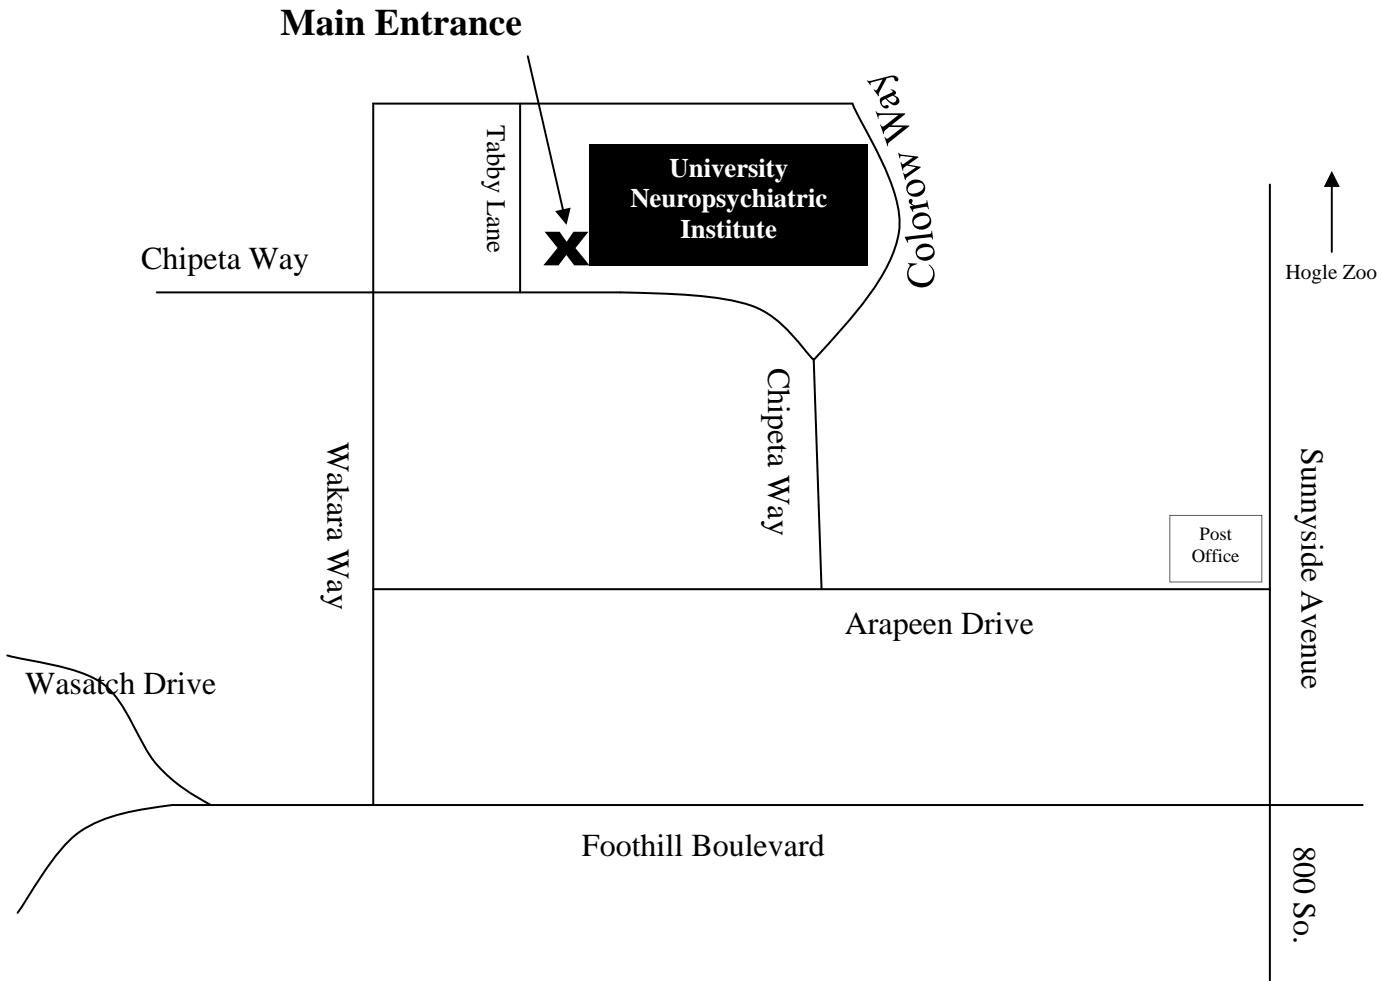 Main Entrance
Colorow Way
Tabby Lane
University
Neuropsychiatric
Institute
Chipeta Way
Hogle Zoo
Chipeta Way
Wakara Way
Sunnyside Avenue
Post
Office
Arapeen Drive
Wasatch Drive
Foothill Boulevard
800 So.